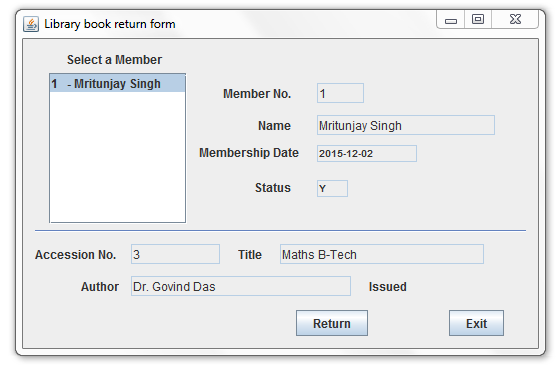 Library book return form
Select a Member
1 - Mritunjay Singh
Member No. 1
Name Mritunjay Singh
Membership Date 2015-12-02
Status Y
Accession No. 3 Title Maths B-Tech
Author Dr. Govind Das Issued
Return Exit